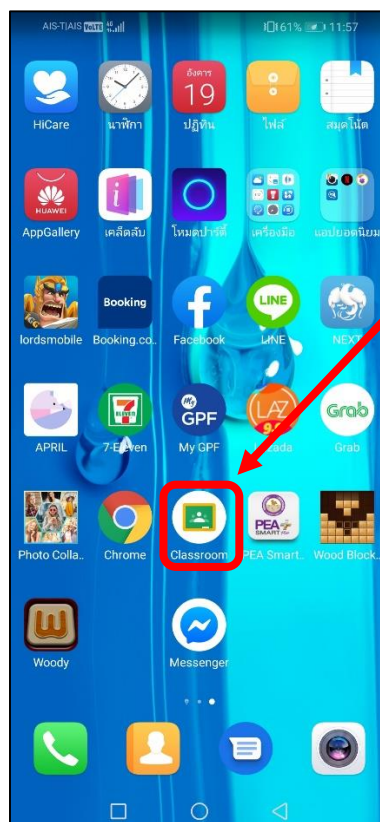 AIS-T|AIS VoLTE 4G 61% 11:57
อังคาร
19
HiCare นาฬิกา ปฏิทิน ไฟล์ สมุดโน้ต
HUAWEI
AppGallery เคล็ดลับ โหมดปาร์ตี้ เครื่องมือ แอปยอดนิยม
Booking LINE
lordsmobile Booking.co.. Facebook LINE NEXT
7-ELEVEN My GPF LAZ 9.9 Grab
APRIL 7-Eleven My GPF Lazada Grab
PEA SMART
Photo Colla.. Chrome Classroom PEA Smart.. Wood Block..
Woody Messenger